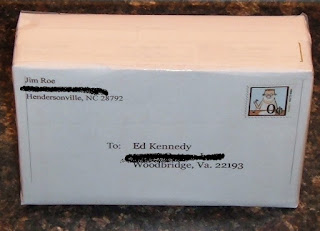 Jim Roe
Hendersonville, NC 28792
To: Ed Kennedy
Woodbridge, Va. 22193